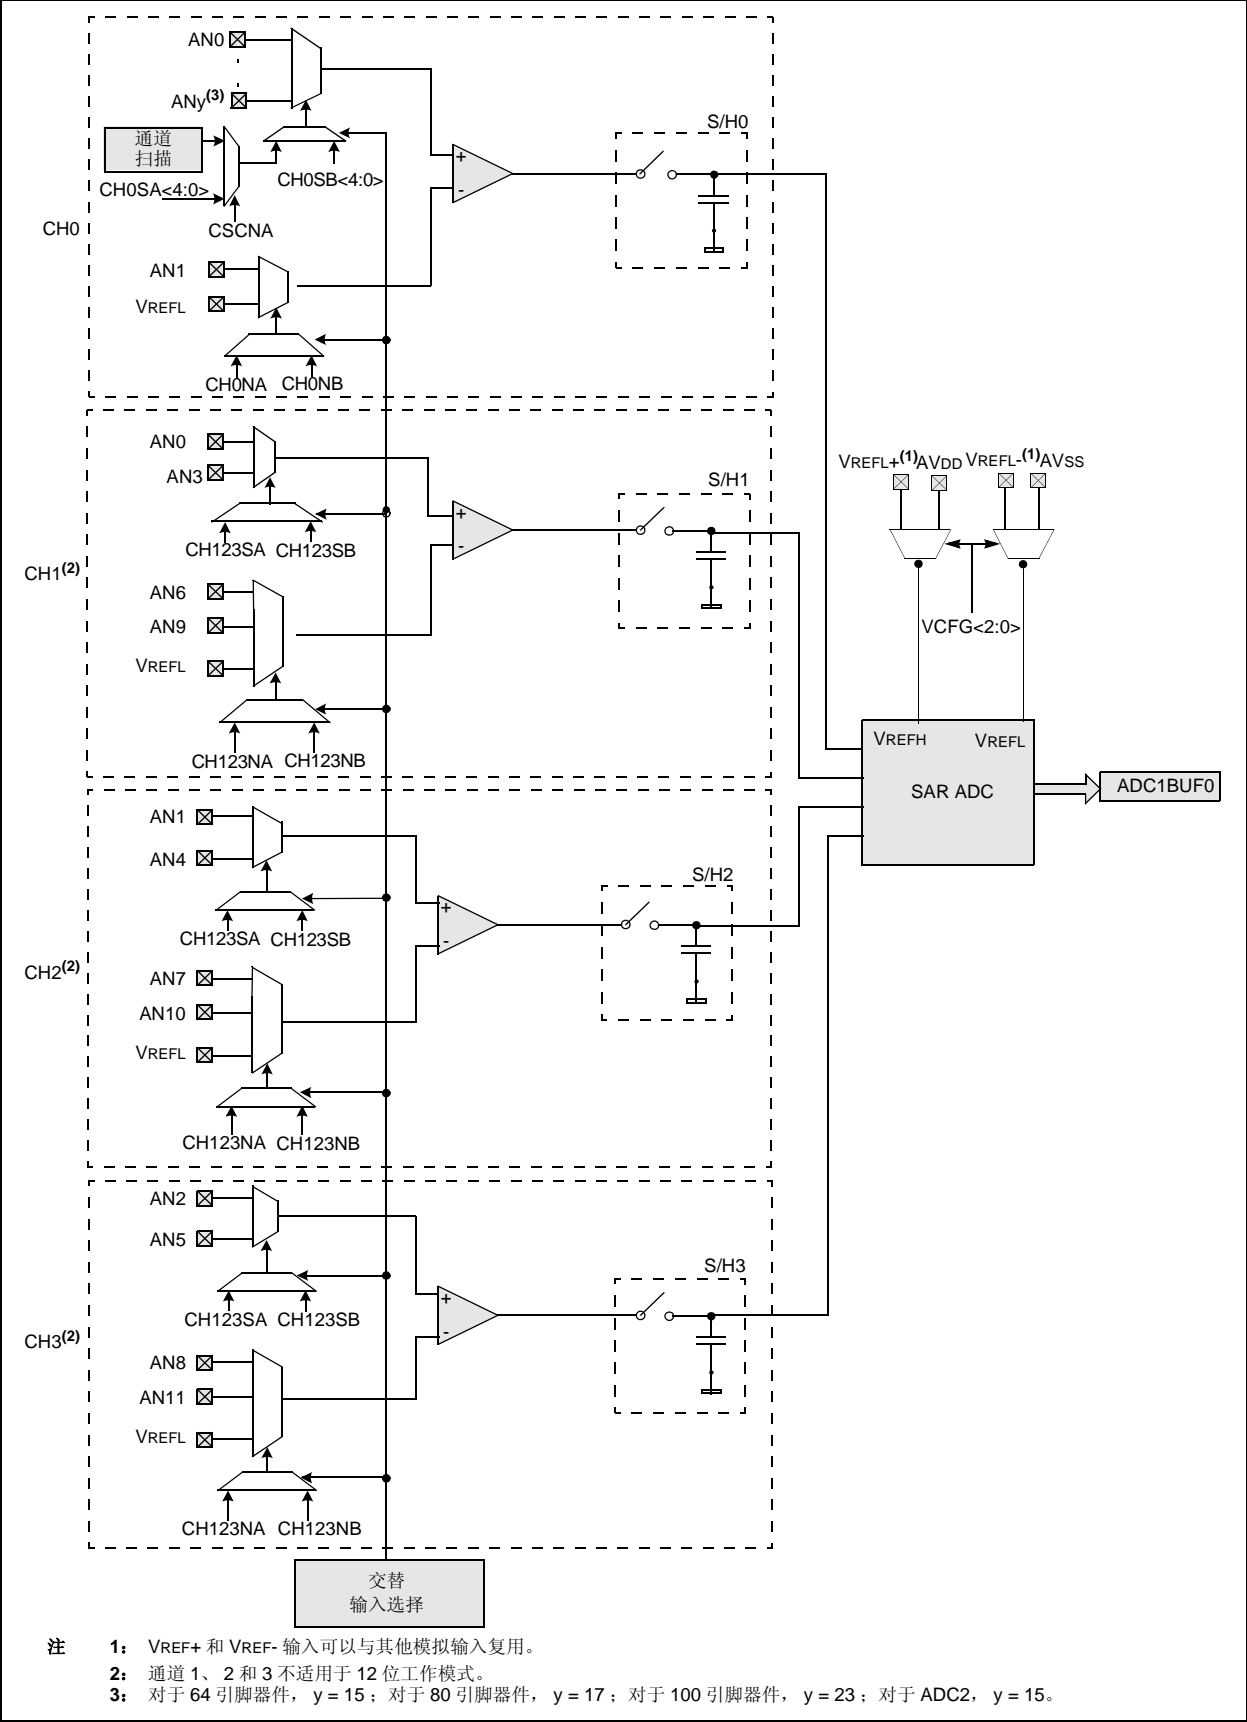 AN0
ANy(3)
通道
扫描
CH0SA<4:0>
CH0SB<4:0>
CSCNA
S/H0
CH0
AN1
VREFL
CH0NA CH0NB
AN0
AN3
CH123SA CH123SB
S/H1
CH1(2)
AN6
AN9
VREFL
CH123NA CH123NB
VREFL+(1) AVDD VREFL-(1) AVSS
VCFG<2:0>
VREFH VREFL
SAR ADC
ADC1BUF0
AN1
AN4
CH123SA CH123SB
S/H2
CH2(2)
AN7
AN10
VREFL
CH123NA CH123NB
AN2
AN5
CH123SA CH123SB
S/H3
CH3(2)
AN8
AN11
VREFL
CH123NA CH123NB
+
-
+
-
+
-
+
-
交替
输入选择
注 1： VREF+ 和 VREF- 输入可以与其他模拟输入复用。
2： 通道 1、 2 和 3 不适用于 12 位工作模式。
3： 对于 64 引脚器件， y = 15 ；对于 80 引脚器件， y = 17 ；对于 100 引脚器件， y = 23 ；对于 ADC2， y = 15。